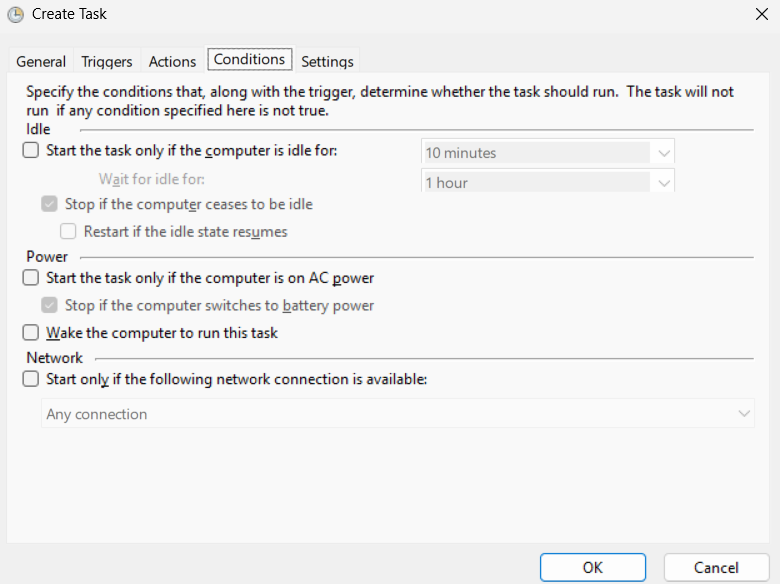 Create Task
General Triggers Actions Conditions Settings
Specify the conditions that, along with the trigger, determine whether the task should run.  The task will not
run  if any condition specified here is not true.
Idle
Start the task only if the computer is idle for: 10 minutes
Wait for idle for: 1 hour
Stop if the computer ceases to be idle
Restart if the idle state resumes
Power
Start the task only if the computer is on AC power
Stop if the computer switches to battery power
Wake the computer to run this task
Network
Start only if the following network connection is available:
Any connection
OK Cancel